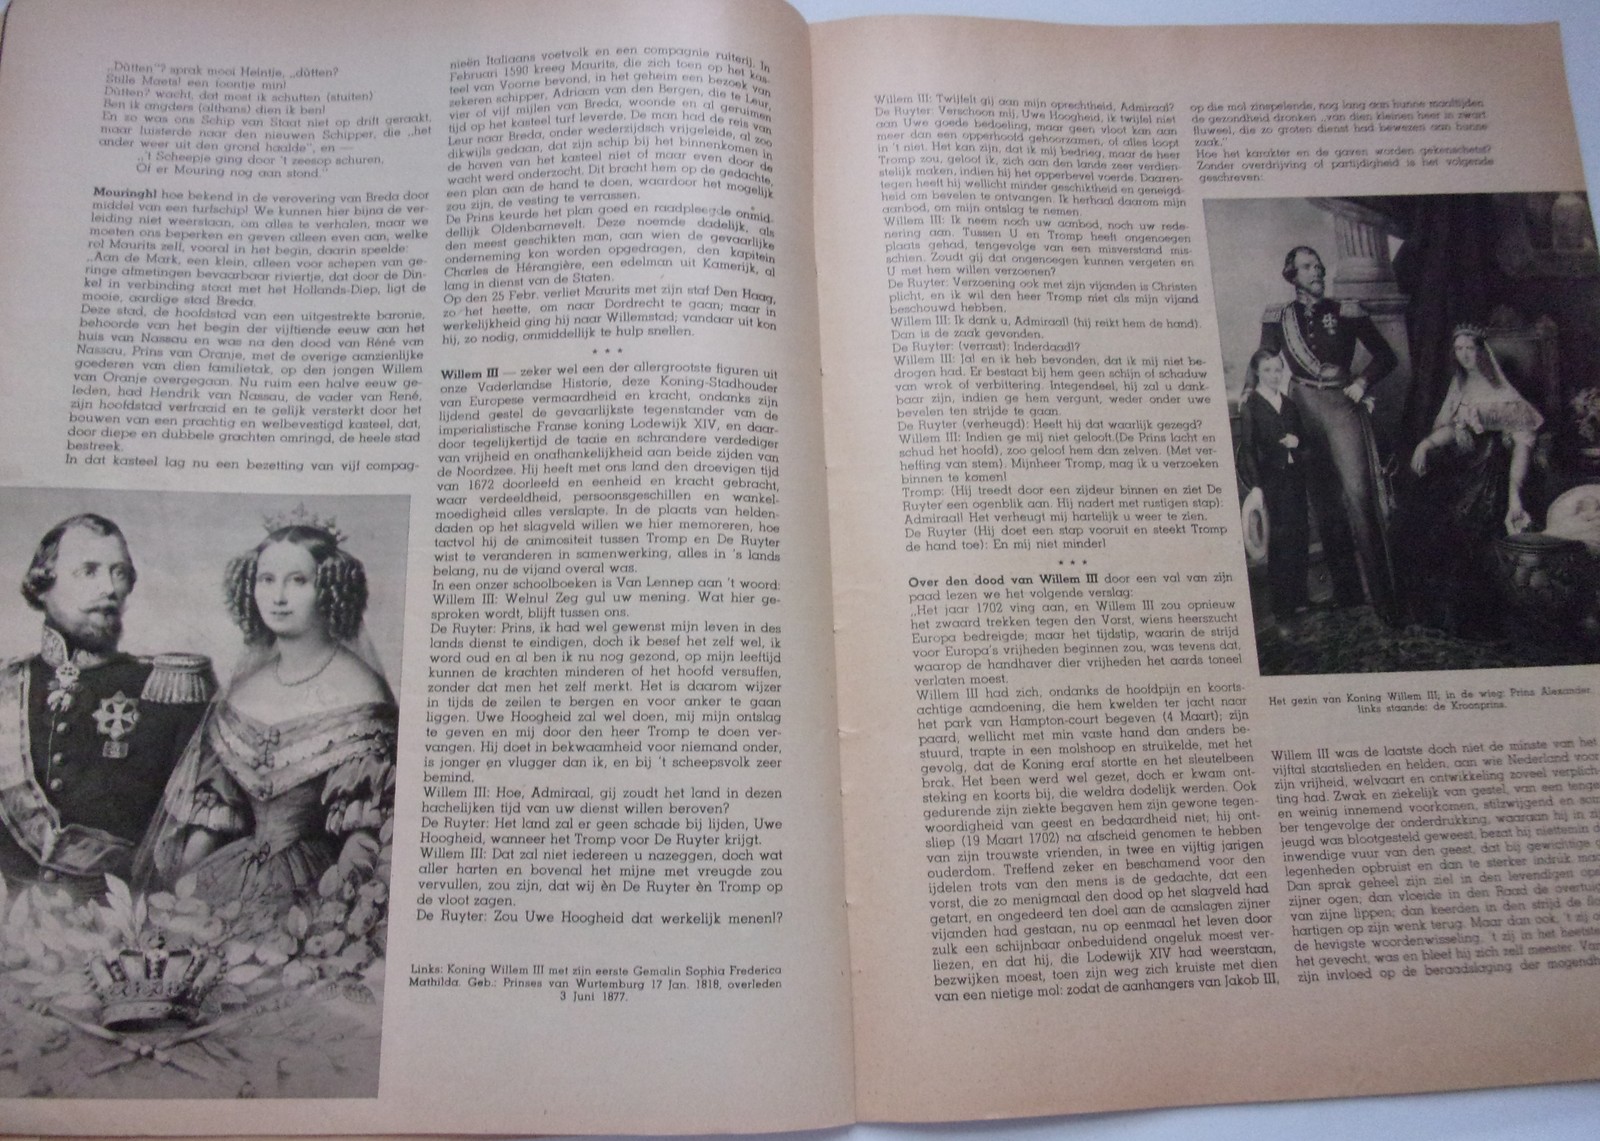 „Dûtten"? sprak mooi Heintje, „dûtten?
Stille Maets! een toontje min!
Dûtten? wacht, dat moet ik schutten (stuiten)
Ben ik angders (althans) dien ik ben!
En zo was ons Schip van Staat niet op drift geraakt,
maar luisterde naar den nieuwen Schipper, die „het
ander weer uit den grond haalde", en —
„'t Scheepje ging door 't zeesop schuren,
Of er Mouring nog aan stond."
Mouringh! hoe bekend in de verovering van Breda door
middel van een turfschip! We kunnen hier bijna de ver-
leiding niet weerstaan, om alles te verhalen, maar we
moeten ons beperken en geven alleen even aan, welke
rol Maurits zelf, vooral in het begin, daarin speelde:
„Aan de Mark, een klein, alleen voor schepen van ge-
ringe afmetingen bevaarbaar riviertje, dat door de Din-
kel in verbinding staat met het Hollands-Diep, ligt de
mooie, aardige stad Breda.
Deze stad, de hoofdstad van een uitgestrekte baronie,
behoorde van het begin der vijftiende eeuw aan het
huis van Nassau en was na den dood van Réné van
Nassau, Prins van Oranje, met de overige aanzienlijke
goederen van dien familietak, op den jongen Willem
van Oranje overgegaan. Nu ruim een halve eeuw ge-
leden, had Hendrik van Nassau, de vader van René,
zijn hoofdstad verfraaid en te gelijk versterkt door het
bouwen van een prachtig en welbevestigd kasteel, dat,
door diepe en dubbele grachten omringd, de heele stad
bestreek.
In dat kasteel lag nu een bezetting van vijf compag-
nieën Italiaans voetvolk en een compagnie ruiterij. In
Februari 1590 kreeg Maurits, die zich toen op het kas-
teel van Voorne bevond, in het geheim een bezoek van
zekeren schipper, Adriaan van den Bergen, die te Leur,
vier of vijf mijlen van Breda, woonde en al geruimen
tijd op het kasteel turf leverde. De man had de reis van
Leur naar Breda, onder wederzijdsch vrijgeleide, al zoo
dikwijls gedaan, dat zijn schip bij het binnenkomen in
de haven van het kasteel niet of maar even door de
wacht werd onderzocht. Dit bracht hem op de gedachte,
een plan aan de hand te doen, waardoor het mogelijk
zou zijn, de vesting te verrassen.
De Prins keurde het plan goed en raadpleegde onmid-
dellijk Oldenbarnevelt. Deze noemde dadelijk, als
den meest geschikten man, aan wien de gevaarlijke
onderneming kon worden opgedragen, den kapitein
Charles de Hérangière, een edelman uit Kamerijk, al
lang in dienst van de Staten.
Op den 25 Febr. verliet Maurits met zijn staf Den Haag,
zo het heette, om naar Dordrecht te gaan; maar in
werkelijkheid ging hij naar Willemstad; vandaar uit kon
hij, zo nodig, onmiddellijk te hulp snellen.
* * *
Willem III — zeker wel een der allergrootste figuren uit
onze Vaderlandse Historie, deze Koning-Stadhouder
van Europese vermaardheid en kracht, ondanks zijn
lijdend gestel de gevaarlijkste tegenstander van de
imperialistische Franse koning Lodewijk XIV, en daar-
door tegelijkertijd de taaie en schrandere verdediger
van vrijheid en onafhankelijkheid aan beide zijden van
de Noordzee. Hij heeft met ons land den droevigen tijd
van 1672 doorleefd en eenheid en kracht gebracht,
waar verdeeldheid, persoonsgeschillen en wankel-
moedigheid alles verslapte. In de plaats van helden-
daden op het slagveld willen we hier memoreren, hoe
tactvol hij de animositeit tussen Tromp en De Ruyter
wist te veranderen in samenwerking, alles in 's lands
belang, nu de vijand overal was.
In een onzer schoolboeken is Van Lennep aan 't woord:
Willem III: Welnu! Zeg gul uw mening. Wat hier ge-
sproken wordt, blijft tussen ons.
De Ruyter: Prins, ik had wel gewenst mijn leven in des
lands dienst te eindigen, doch ik besef het zelf wel, ik
word oud en al ben ik nu nog gezond, op mijn leeftijd
kunnen de krachten minderen of het hoofd versuffen,
zonder dat men het zelf merkt. Het is daarom wijzer
in tijds de zeilen te bergen en voor anker te gaan
liggen. Uwe Hoogheid zal wel doen, mij mijn ontslag
te geven en mij door den heer Tromp te doen ver-
vangen. Hij doet in bekwaamheid voor niemand onder,
is jonger en vlugger dan ik, en bij 't scheepsvolk zeer
bemind.
Willem III: Hoe, Admiraal, gij zoudt het land in dezen
hachelijken tijd van uw dienst willen beroven?
De Ruyter: Het land zal er geen schade bij lijden, Uwe
Hoogheid, wanneer het Tromp voor De Ruyter krijgt.
Willem III: Dat zal niet iedereen u nazeggen, doch wat
aller harten en bovenal het mijne met vreugde zou
vervullen, zou zijn, dat wij èn De Ruyter èn Tromp op
de vloot zagen.
De Ruyter: Zou Uwe Hoogheid dat werkelijk menen!?
Links: Koning Willem III met zijn eerste Gemalin Sophia Frederica
Mathilda. Geb.: Prinses van Wurtemburg 17 Jan. 1818, overleden
3 Juni 1877.
Willem III: Twijfelt gij aan mijn oprechtheid, Admiraal?
De Ruyter: Verschoon mij, Uwe Hoogheid, ik twijfel niet
aan Uwe goede bedoeling, maar geen vloot kan aan
meer dan een opperhoofd gehoorzamen, of alles loopt
in 't niet. Het kan zijn, dat ik mij bedrieg, maar de heer
Tromp zou, geloof ik, zich aan den lande zeer verdien-
stelijk maken, indien hij het opperbevel voerde. Daaren-
tegen heeft hij wellicht minder geschiktheid en geneigd-
heid om bevelen te ontvangen. Ik herhaal daarom mijn
aanbod, om mijn ontslag te nemen.
Willem III: Ik neem noch uw aanbod, noch uw rede-
nering aan. Tussen U en Tromp heeft ongenoegen
plaats gehad, tengevolge van een misverstand mis-
schien. Zoudt gij dat ongenoegen kunnen vergeten en
U met hem willen verzoenen?
De Ruyter: Verzoening ook met zijn vijanden is Christen
plicht, en ik wil den heer Tromp niet als mijn vijand
beschouwd hebben.
Willem III: Ik dank u, Admiraal! (hij reikt hem de hand).
Dan is de zaak gevonden.
De Ruyter: (verrast): Inderdaad!?
Willem III: Ja! en ik heb bevonden, dat ik mij niet be-
drogen had. Er bestaat bij hem geen schijn of schaduw
van wrok of verbittering. Integendeel, hij zal u dank-
baar zijn, indien ge hem vergunt, weder onder uwe
bevelen ten strijde te gaan.
De Ruyter (verheugd): Heeft hij dat waarlijk gezegd?
Willem III: Indien ge mij niet gelooft.(De Prins lacht en
schud het hoofd), zoo geloof hem dan zelven. (Met ver-
heffing van stem). Mijnheer Tromp, mag ik u verzoeken
binnen te komen!
Tromp: (Hij treedt door een zijdeur binnen en ziet De
Ruyter een ogenblik aan. Hij nadert met rustigen stap):
Admiraal! Het verheugt mij hartelijk u weer te zien.
De Ruyter (Hij doet een stap vooruit en steekt Tromp
de hand toe): En mij niet minder!
* * *
Over den dood van Willem III door een val van zijn
paad lezen we het volgende verslag:
„Het jaar 1702 ving aan, en Willem III zou opnieuw
het zwaard trekken tegen den Vorst, wiens heerszucht
Europa bedreigde; maar het tijdstip, waarin de strijd
voor Europa's vrijheden beginnen zou, was tevens dat,
waarop de handhaver dier vrijheden het aards toneel
verlaten moest.
Willem III had zich, ondanks de hoofdpijn en koorts-
achtige aandoening, die hem kwelden ter jacht naar
het park van Hampton-court begeven (4 Maart); zijn
paard, wellicht met min vaste hand dan anders be-
stuurd, trapte in een molshoop en struikelde, met het
gevolg, dat de Koning eraf stortte en het sleutelbeen
brak. Het been werd wel gezet, doch er kwam ont-
steking en koorts bij, die weldra dodelijk werden. Ook
gedurende zijn ziekte begaven hem zijn gewone tegen-
woordigheid van geest en bedaardheid niet; hij ont-
sliep (19 Maart 1702) na afscheid genomen te hebben
van zijn trouwste vrienden, in twee en vijftig jarigen
ouderdom. Treffend zeker en beschamend voor den
ijdelen trots van den mens is de gedachte, dat een
vorst, die zo menigmaal den dood op het slagveld had
getart, en ongedeerd ten doel aan de aanslagen zijner
vijanden had gestaan, nu op eenmaal het leven door
zulk een schijnbaar onbeduidend ongeluk moest ver-
liezen, en dat hij, die Lodewijk XIV had weerstaan,
bezwijken moest, toen zijn weg zich kruiste met dien
van een nietige mol: zodat de aanhangers van Jakob III,
op die mol zinspelende, nog lang aan hunne maaltijden
de gezondheid dronken „van dien kleinen heer in zwart
fluweel, die zo groten dienst had bewezen aan hunne
zaak."
Hoe het karakter en de gaven worden gekenschetst?
Zonder overdrijving of partijdigheid is het volgende
geschreven:
Het gezin van Koning Willem III; in de wieg: Prins Alexander,
links staande: de Kroonprins.
Willem III was de laatste doch niet de minste van het
vijftal staatslieden en helden, aan wie Nederland voor
zijn vrijheid, welvaart en ontwikkeling zoveel verplich-
ting had. Zwak en ziekelijk van gestel, van een tenger
en weinig innemend voorkomen, stilzwijgend en som-
ber tengevolge der onderdrukking, waaraan hij in zij
jeugd was blootgesteld geweest, bezat hij niettemin d
inwendige vuur van den geest, dat bij gewichtige g
legenheden opbruist en dan te sterker indruk maa
Dan sprak geheel zijn ziel in den levendigen ops
zijner ogen; dan vloeide in den Raad de overtuig
van zijne lippen; dan keerden in den strijd de fla
hartigen op zijn wenk terug. Maar dan ook, 't zij o
de hevigste woordenwisseling, 't zij in het heetste
het gevecht, was en bleef hij zich zelf meester. Van
zijn invloed op de beraadslaging der mogendh